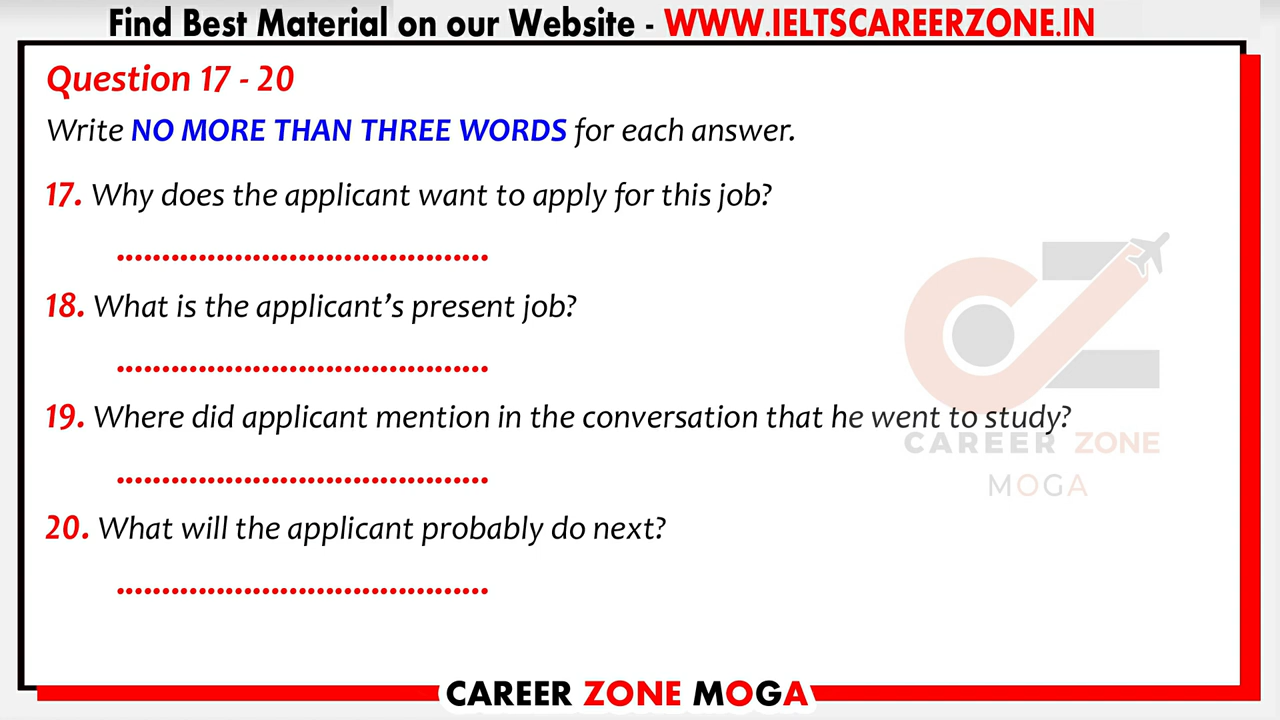 Find Best Material on our Website - WWW.IELTSCAREERZONE.IN
Question 17 - 20
Write NO MORE THAN THREE WORDS for each answer.
17. Why does the applicant want to apply for this job?
..........................................
18. What is the applicant's present job?
..........................................
19. Where did applicant mention in the conversation that he went to study?
..........................................
CAREER ZONE
MOGA
20. What will the applicant probably do next?
..........................................
CAREER ZONE MOGA